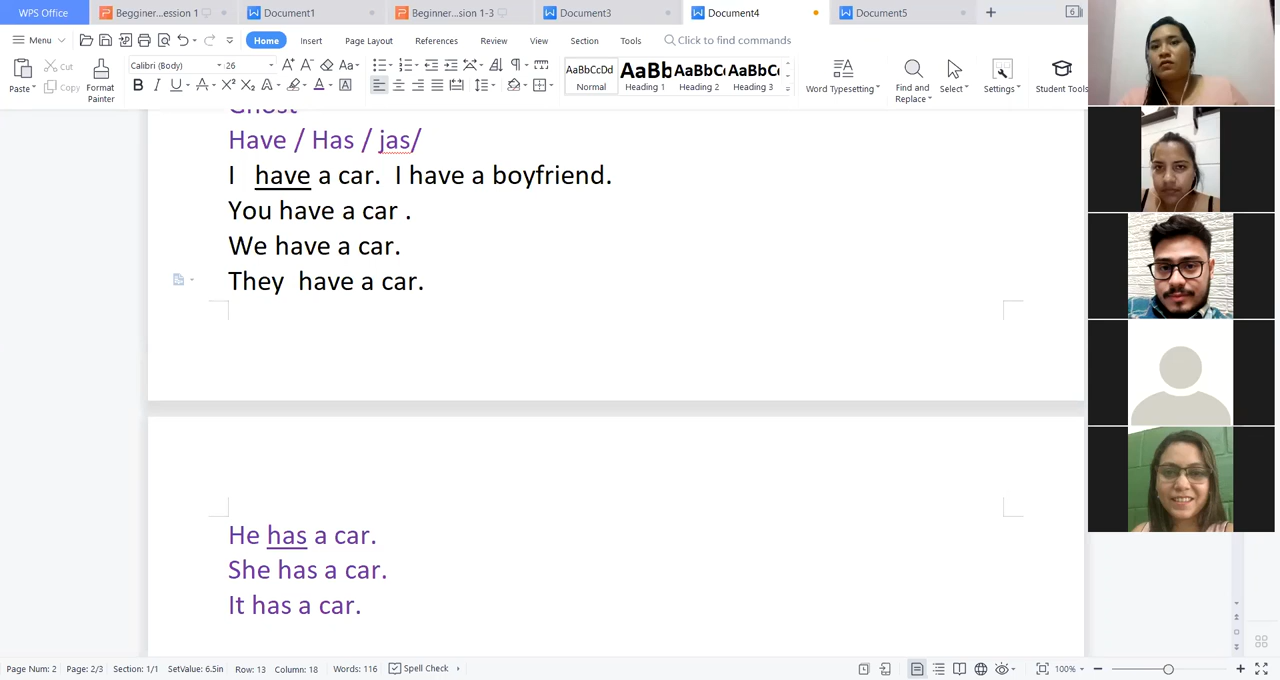 WPS Office Begginer...ession 1 Document1 Beginner...sion 1-3 Document3 Document4 Document5 + 6
Menu Home Insert Page Layout References Review View Section Tools Click to find commands
Cut Calibri (Body) 26 AaBbCcDd AaBb AaBbC AaBbC
Paste Copy Format Painter B I U Normal Heading 1 Heading 2 Heading 3 Word Typesetting Find and Replace Select Settings Student Tools
Ghost
Have / Has / jas/
I have a car. I have a boyfriend.
You have a car .
We have a car.
They have a car.
He has a car.
She has a car.
It has a car.
Page Num: 2 Page: 2/3 Section: 1/1 SetValue: 6.5in Row: 13 Column: 18 Words: 116 Spell Check 100%